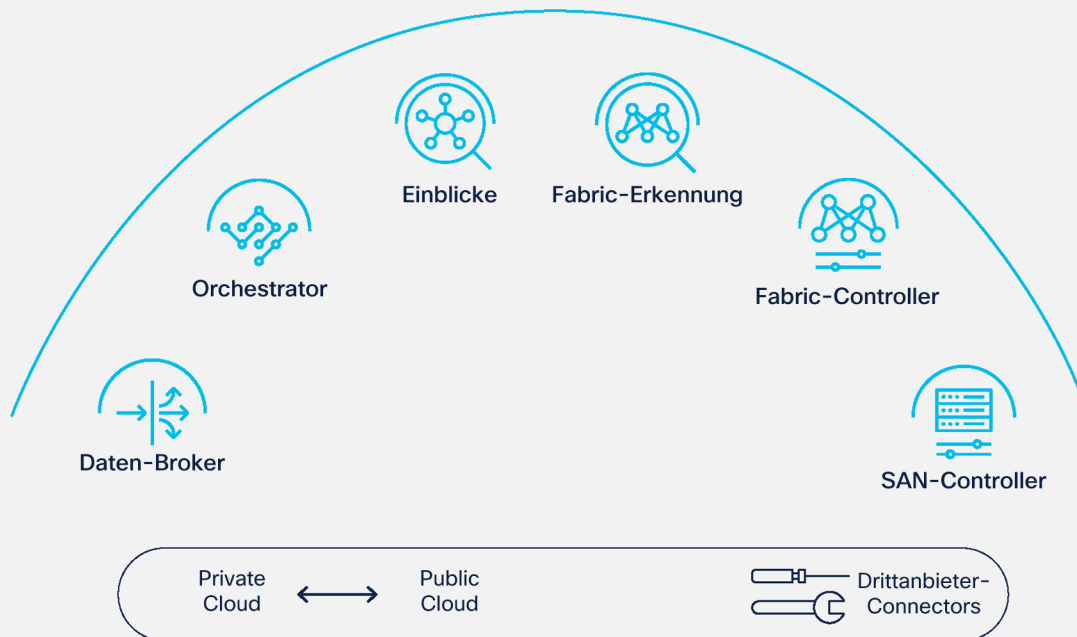 Einblicke
Fabric-Erkennung
Orchestrator
Fabric-Controller
Daten-Broker
SAN-Controller
Private
Cloud
Public
Cloud
Drittanbieter-
Connectors